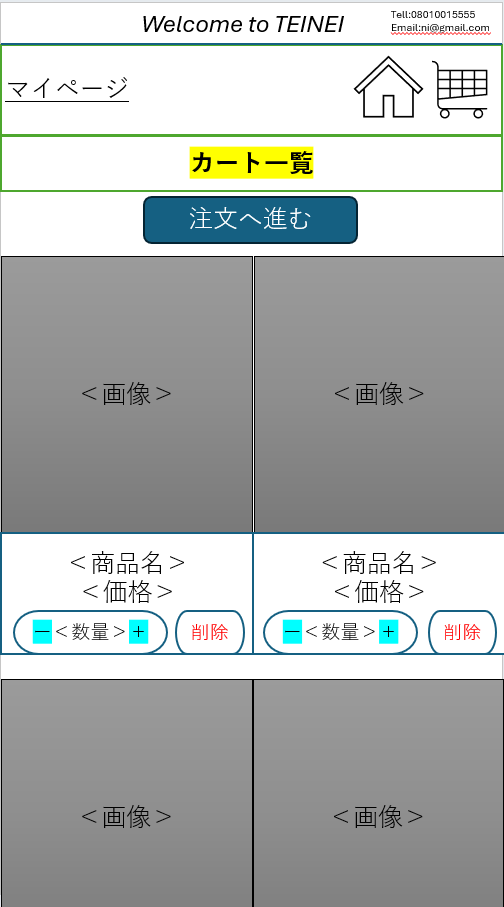 Welcome to TEINEI
Tell:08010015555
Email:ni@gmail.com
マイページ
カート一覧
注文へ進む
＜画像＞
＜画像＞
＜商品名＞
＜価格＞
－＜数量＞＋
削除
＜商品名＞
＜価格＞
－＜数量＞＋
削除
＜画像＞
＜画像＞